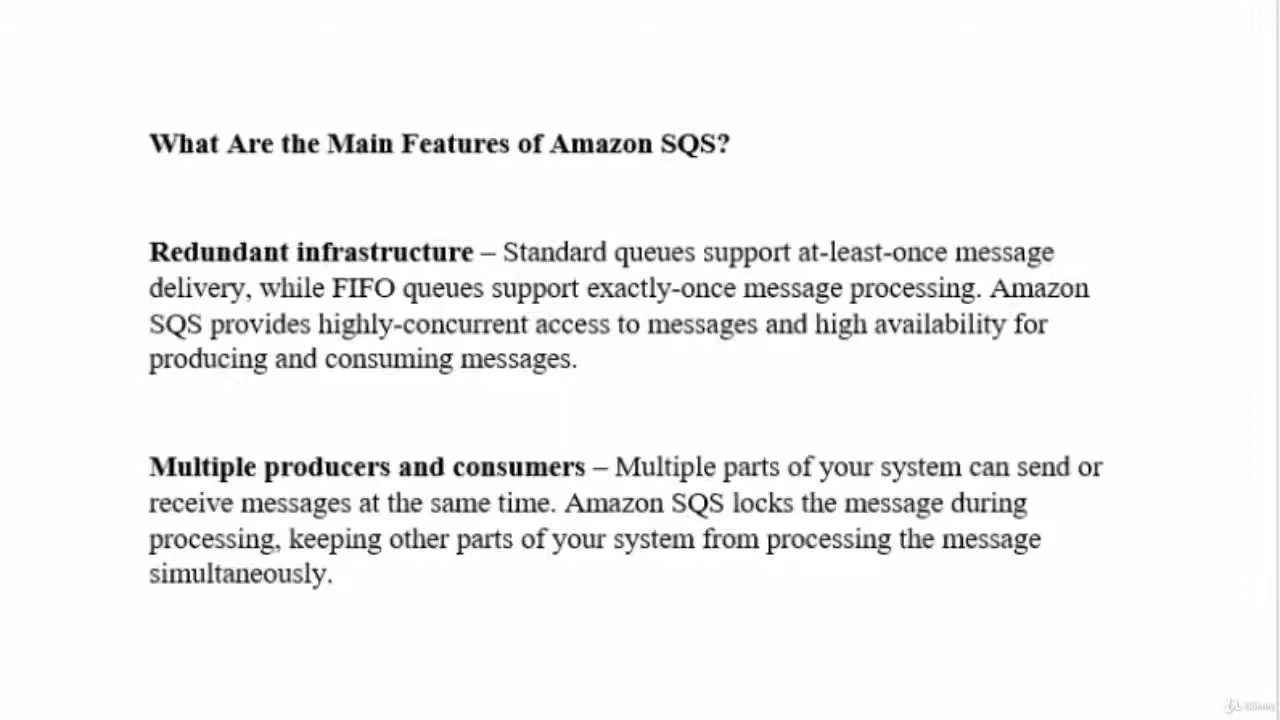 What Are the Main Features of Amazon SQS?
Redundant infrastructure – Standard queues support at-least-once message
delivery, while FIFO queues support exactly-once message processing. Amazon
SQS provides highly-concurrent access to messages and high availability for
producing and consuming messages.
Multiple producers and consumers – Multiple parts of your system can send or
receive messages at the same time. Amazon SQS locks the message during
processing, keeping other parts of your system from processing the message
simultaneously.
Udemy